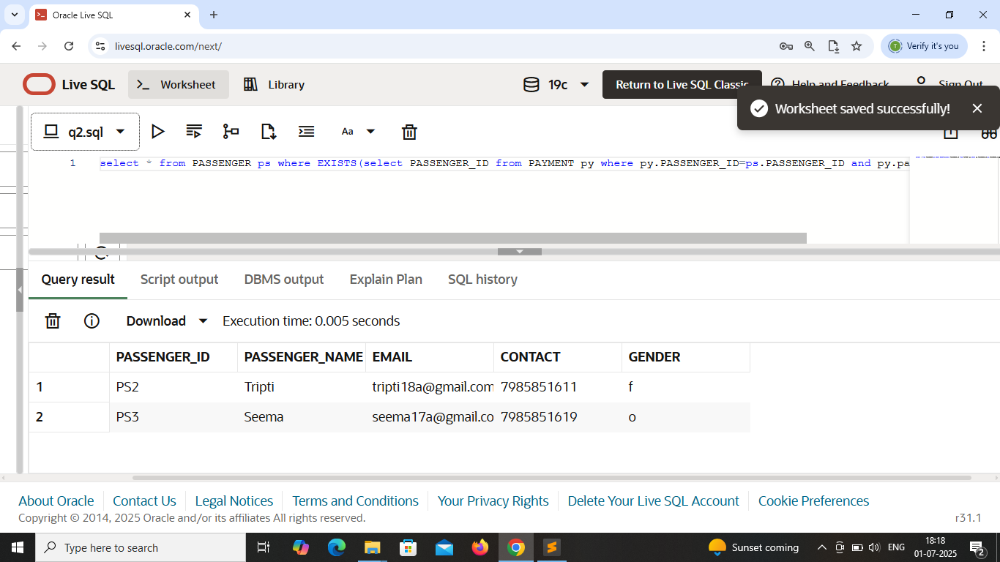 Oracle Live SQL
livesql.oracle.com/next/
Verify it's you
Live SQL
Worksheet
Library
19c
Return to Live SQL Classic
Help and Feedback
Sign Out
Worksheet saved successfully!
q2.sql
Aa
1 select * from PASSENGER ps where EXISTS(select PASSENGER_ID from PAYMENT py where py.PASSENGER_ID=ps.PASSENGER_ID and py.pa
Query result Script output DBMS output Explain Plan SQL history
Download Execution time: 0.005 seconds
PASSENGER_ID PASSENGER_NAME EMAIL CONTACT GENDER
1 PS2 Tripti tripti18a@gmail.com 7985851611 f
2 PS3 Seema seema17a@gmail.co 7985851619 o
About Oracle Contact Us Legal Notices Terms and Conditions Your Privacy Rights Delete Your Live SQL Account Cookie Preferences
Copyright © 2014, 2025 Oracle and/or its affiliates All rights reserved.
r31.1
Type here to search
Sunset coming
ENG
18:18
01-07-2025
2